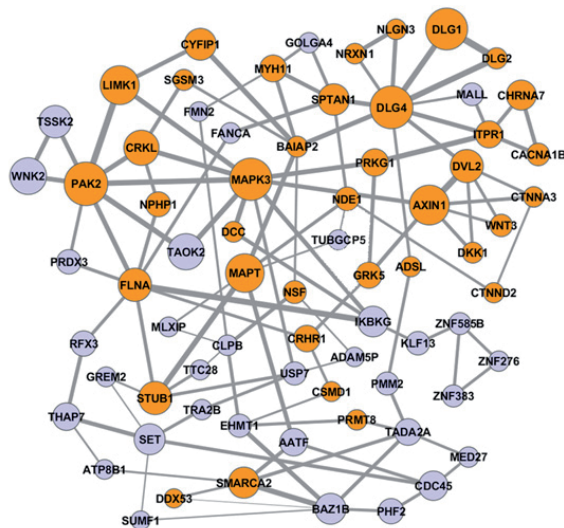 NLGN3
DLG1
CYFIP1
GOLGA4
NRXN1
DLG2
MYH11
LIMK1
SGSM3
SPTAN1
DLG4
MALL
CHRNA7
TSSK2
FMN2
FANCA
ITPR1
CRKL
BAIAP2
CACNA1B
WNK2
PAK2
MAPK3
PRKG1
DVL2
NPHP1
NDE1
AXIN1
CTNNA3
DCC
TAOK2
TUBGCP5
WNT3
PRDX3
DKK1
FLNA
MAPT
GRK5
ADSL
NSF
CTNND2
MLXIP
IKBKG
ZNF585B
RFX3
CLPB
CRHR1
KLF13
ADAM5P
ZNF276
GREM2
TTC28
USP7
PMM2
STUB1
CSMD1
ZNF383
THAP7
TRA2B
EHMT1
PRMT8
SET
AATF
TADA2A
ATP8B1
MED27
SMARCA2
CDC45
DDX53
BAZ1B
PHF2
SUMF1